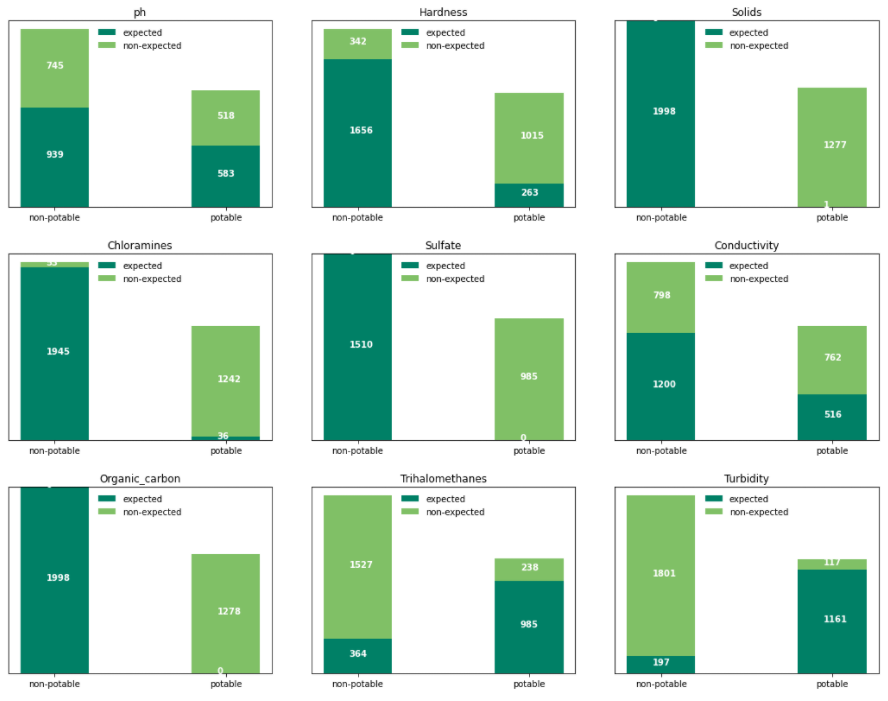 ph
expected
non-expected
745
939
518
583
non-potable
potable
Hardness
expected
non-expected
342
1656
1015
263
non-potable
potable
Solids
expected
non-expected
1998
1277
1
non-potable
potable
Chloramines
expected
non-expected
1945
1242
36
non-potable
potable
Sulfate
expected
non-expected
1510
985
0
non-potable
potable
Conductivity
expected
non-expected
798
1200
762
516
non-potable
potable
Organic_carbon
expected
non-expected
1998
1278
0
non-potable
potable
Trihalomethanes
expected
non-expected
1527
364
238
985
non-potable
potable
Turbidity
expected
non-expected
1801
197
117
1161
non-potable
potable